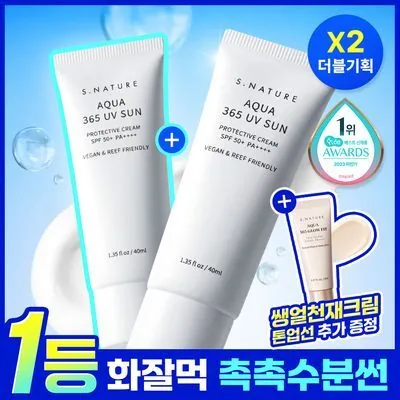 X2
더블기획
S.NATURE
AQUA
365 UV SUN
PROTECTIVE CREAM
SPF 50+ PA++++
VEGAN & REEF FRIENDLY
1.35 fl oz / 40ml
+
S.NATURE
AQUA
365 UV SUN
PROTECTIVE CREAM
SPF 50+ PA++++
VEGAN & REEF FRIENDLY
1.35 fl oz / 40ml
1위
AWARDS
+
S.NATURE
AQUA
쌩얼천재크림
톤업선 추가 증정
1등 화잘먹 촉촉수분썬